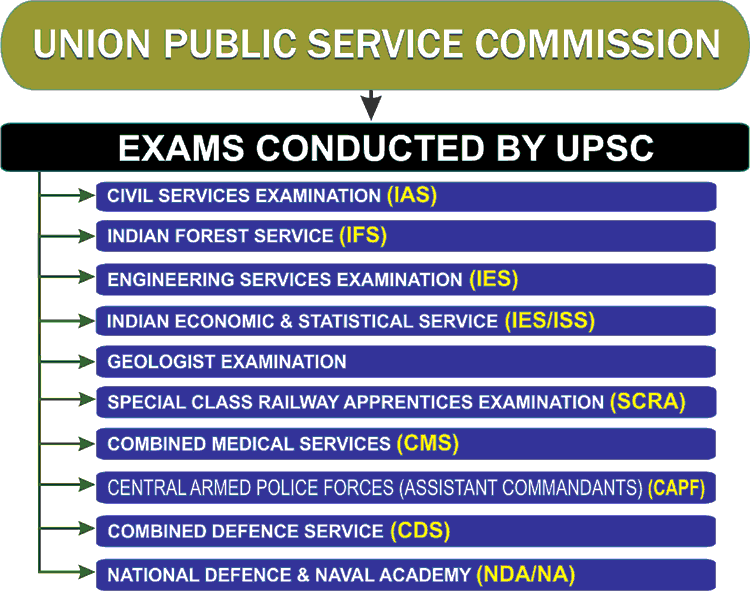 UNION PUBLIC SERVICE COMMISSION
EXAMS CONDUCTED BY UPSC
CIVIL SERVICES EXAMINATION (IAS)
INDIAN FOREST SERVICE (IFS)
ENGINEERING SERVICES EXAMINATION (IES)
INDIAN ECONOMIC & STATISTICAL SERVICE (IES/ISS)
GEOLOGIST EXAMINATION
SPECIAL CLASS RAILWAY APPRENTICES EXAMINATION (SCRA)
COMBINED MEDICAL SERVICES (CMS)
CENTRAL ARMED POLICE FORCES (ASSISTANT COMMANDANTS) (CAPF)
COMBINED DEFENCE SERVICE (CDS)
NATIONAL DEFENCE & NAVAL ACADEMY (NDA/NA)